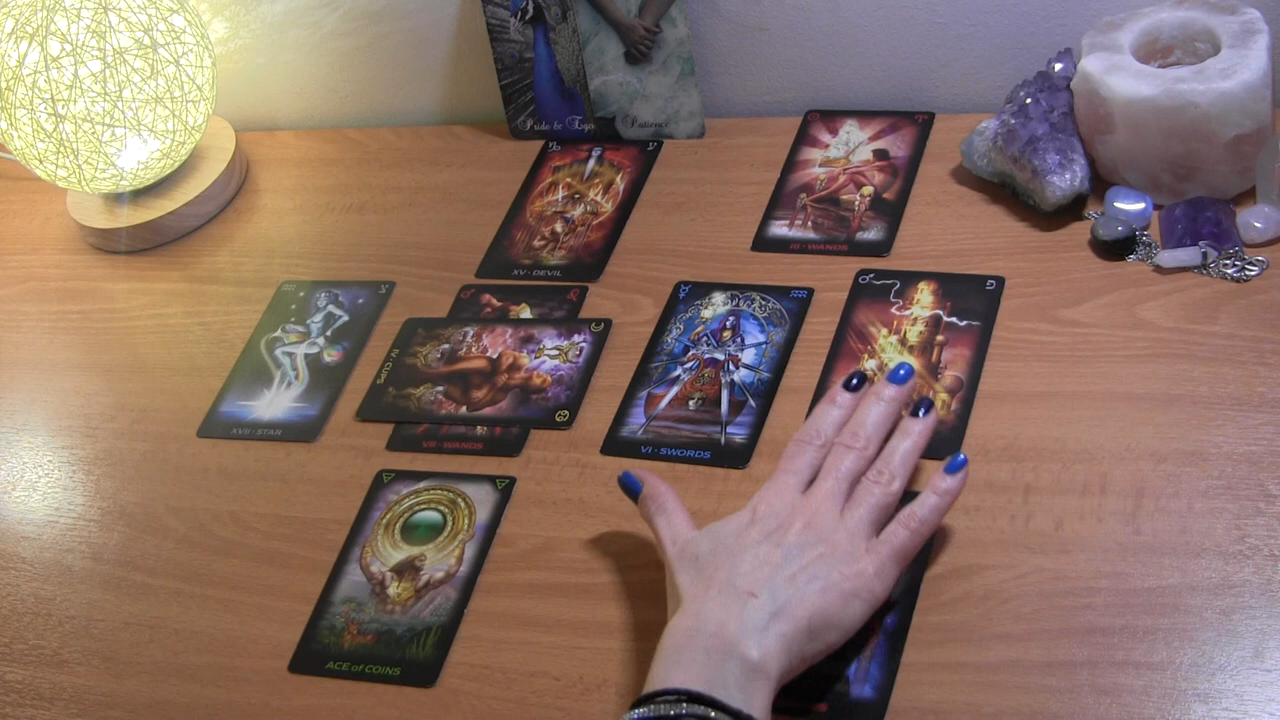 Pride & Ego
Patience
XV · DEVIL
III · WANDS
XVII · STAR
IV · CUPS
VII · WANDS
VI · SWORDS
ACE of COINS